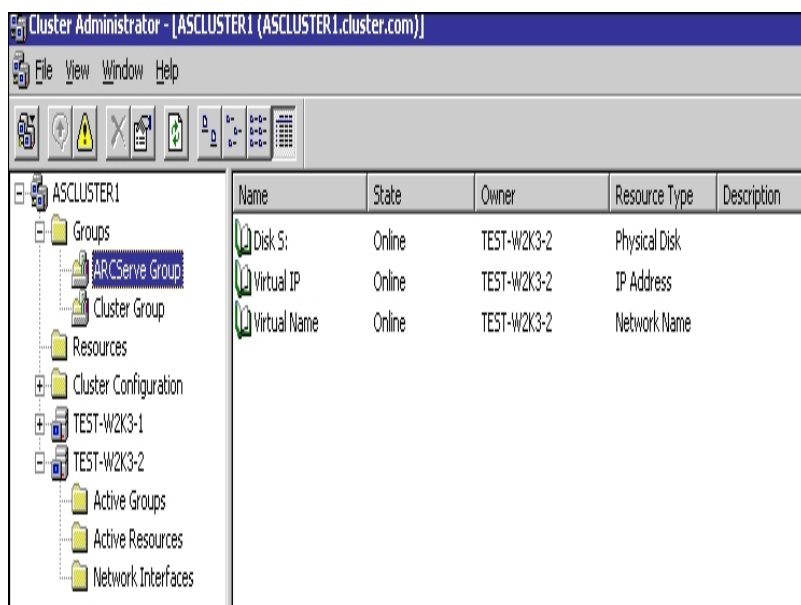 Cluster Administrator - [ASCLUSTER1 (ASCLUSTER1.cluster.com)]
File View Window Help
ASCLUSTER1
Groups
ARCServe Group
Cluster Group
Resources
Cluster Configuration
TEST-W2K3-1
TEST-W2K3-2
Active Groups
Active Resources
Network Interfaces
Name State Owner Resource Type Description
Disk S: Online TEST-W2K3-2 Physical Disk
Virtual IP Online TEST-W2K3-2 IP Address
Virtual Name Online TEST-W2K3-2 Network Name